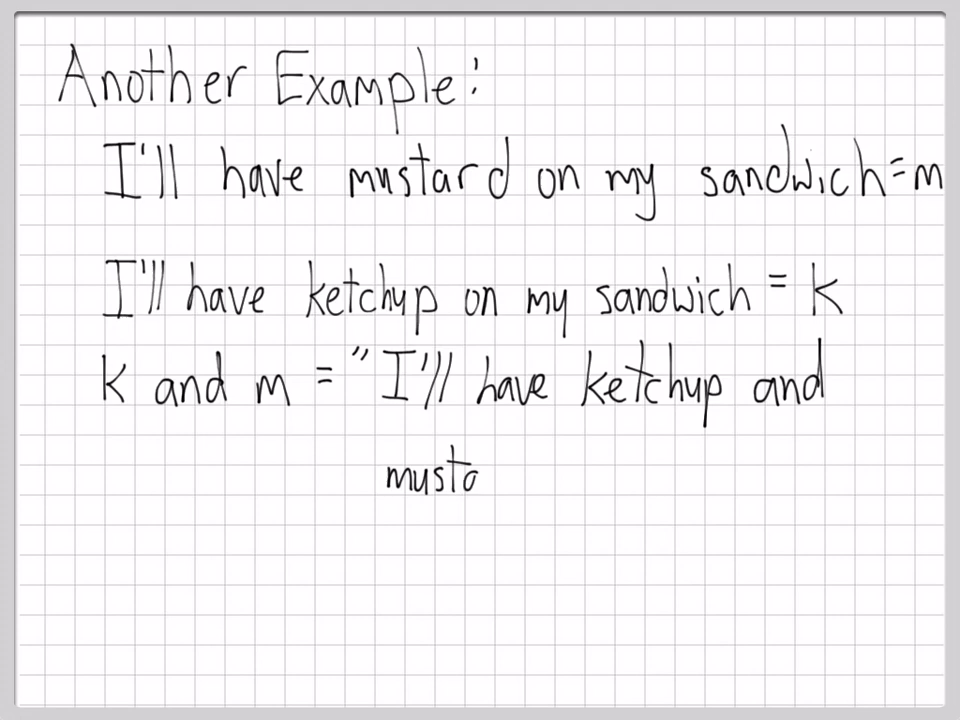 Another Example:
I'll have mustard on my sandwich = m
I'll have ketchup on my sandwich = K
K and m = "I'll have ketchup and
musta